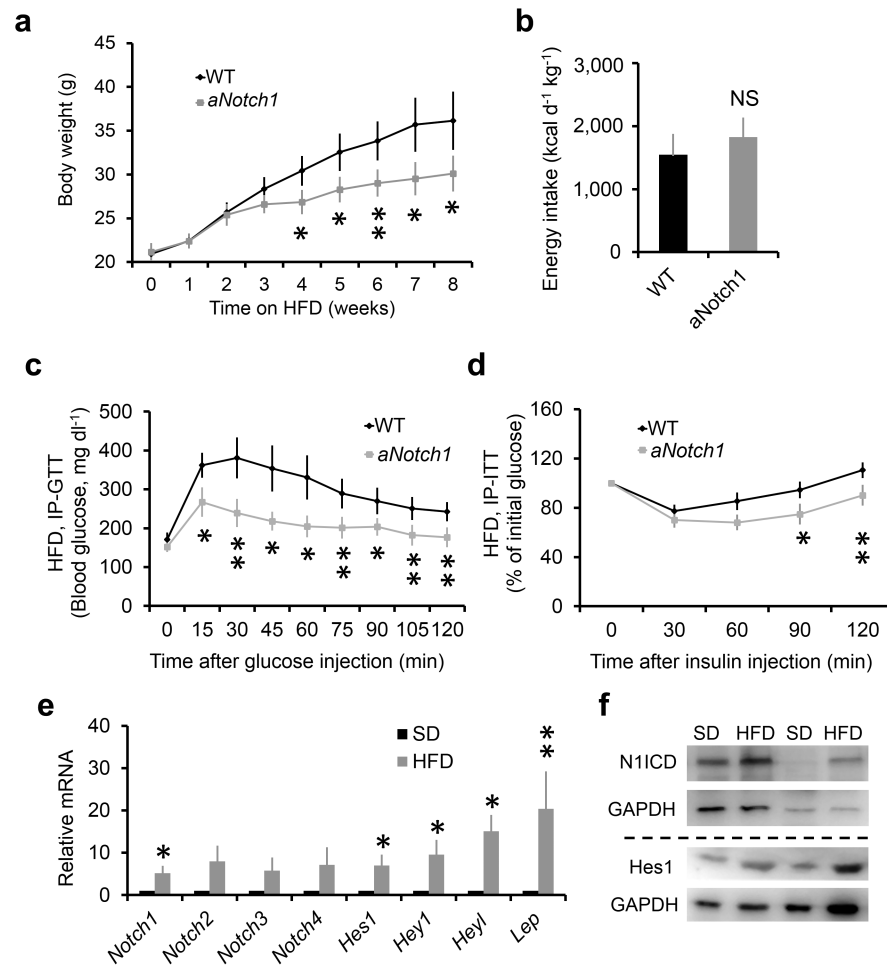 a
45
40
35
30
25
20
Body weight (g)
WT
aNotch1
* * * * * *
0 1 2 3 4 5 6 7 8
Time on HFD (weeks)
b
3,000
2,000
1,000
0
Energy intake (kcal d-1 kg-1)
NS
WT
aNotch1
c
500
400
300
200
100
0
HFD, IP-GTT
(Blood glucose, mg dl-1)
WT
aNotch1
* * * * * * * * * * * *
0 15 30 45 60 75 90 105 120
Time after glucose injection (min)
d
160
120
80
40
0
HFD, IP-ITT
(% of initial glucose)
WT
aNotch1
* * *
0 30 60 90 120
Time after insulin injection (min)
e
40
30
20
10
0
Relative mRNA
SD
HFD
* * * * * *
Notch1 Notch2 Notch3 Notch4 Hes1 Hey1 Heyl Lep
f
SD HFD SD HFD
N1ICD
GAPDH
Hes1
GAPDH